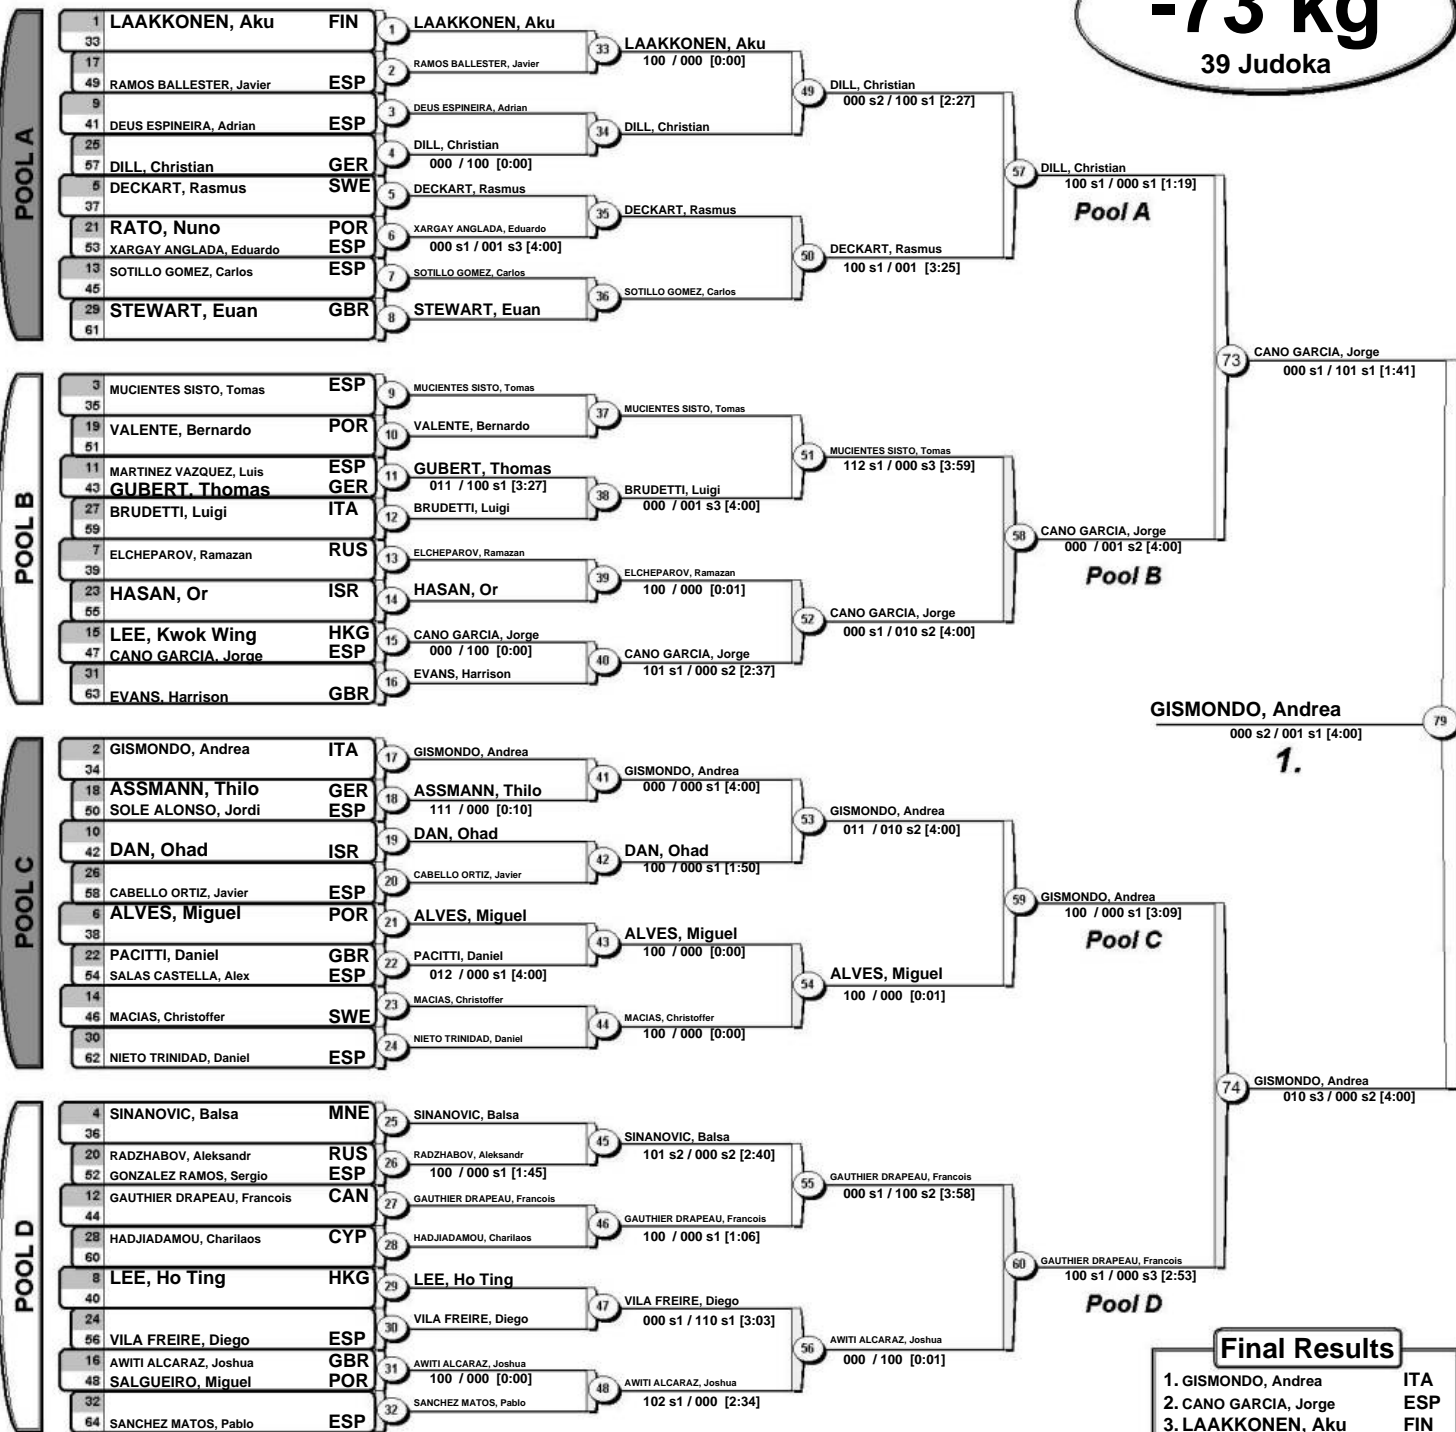 -73 kg
39 Judoka
POOL A
1 LAAKKONEN, Aku FIN
33
17
49 RAMOS BALLESTER, Javier ESP
9
41 DEUS ESPINEIRA, Adrian ESP
25
57 DILL, Christian GER
5 DECKART, Rasmus SWE
37
21 RATO, Nuno POR
53 XARGAY ANGLADA, Eduardo ESP
13 SOTILLO GOMEZ, Carlos ESP
45
29 STEWART, Euan GBR
61
1 LAAKKONEN, Aku
2 RAMOS BALLESTER, Javier
3 DEUS ESPINEIRA, Adrian
4 DILL, Christian
000 / 100 [0:00]
5 DECKART, Rasmus
6 XARGAY ANGLADA, Eduardo
000 s1 / 001 s3 [4:00]
7 SOTILLO GOMEZ, Carlos
8 STEWART, Euan
33 LAAKKONEN, Aku
100 / 000 [0:00]
34 DILL, Christian
35 DECKART, Rasmus
36 SOTILLO GOMEZ, Carlos
49 DILL, Christian
000 s2 / 100 s1 [2:27]
50 DECKART, Rasmus
100 s1 / 001 [3:25]
57 DILL, Christian
100 s1 / 000 s1 [1:19]
Pool A
POOL B
3 MUCIENTES SISTO, Tomas ESP
35
19 VALENTE, Bernardo POR
51
11 MARTINEZ VAZQUEZ, Luis ESP
43 GUBERT, Thomas GER
27 BRUDETTI, Luigi ITA
59
7 ELCHEPAROV, Ramazan RUS
39
23 HASAN, Or ISR
55
15 LEE, Kwok Wing HKG
47 CANO GARCIA, Jorge ESP
31
63 EVANS, Harrison GBR
9 MUCIENTES SISTO, Tomas
10 VALENTE, Bernardo
11 GUBERT, Thomas
011 / 100 s1 [3:27]
12 BRUDETTI, Luigi
13 ELCHEPAROV, Ramazan
14 HASAN, Or
15 CANO GARCIA, Jorge
000 / 100 [0:00]
16 EVANS, Harrison
37 MUCIENTES SISTO, Tomas
38 BRUDETTI, Luigi
000 / 001 s3 [4:00]
39 ELCHEPAROV, Ramazan
100 / 000 [0:01]
40 CANO GARCIA, Jorge
101 s1 / 000 s2 [2:37]
51 MUCIENTES SISTO, Tomas
112 s1 / 000 s3 [3:59]
52 CANO GARCIA, Jorge
000 s1 / 010 s2 [4:00]
58 CANO GARCIA, Jorge
000 / 001 s2 [4:00]
Pool B
73 CANO GARCIA, Jorge
000 s1 / 101 s1 [1:41]
GISMONDO, Andrea 79
000 s2 / 001 s1 [4:00]
1.
POOL C
2 GISMONDO, Andrea ITA
34
18 ASSMANN, Thilo GER
50 SOLE ALONSO, Jordi ESP
10
42 DAN, Ohad ISR
26
58 CABELLO ORTIZ, Javier ESP
6 ALVES, Miguel POR
38
22 PACITTI, Daniel GBR
54 SALAS CASTELLA, Alex ESP
14
46 MACIAS, Christoffer SWE
30
62 NIETO TRINIDAD, Daniel ESP
17 GISMONDO, Andrea
18 ASSMANN, Thilo
111 / 000 [0:10]
19 DAN, Ohad
20 CABELLO ORTIZ, Javier
21 ALVES, Miguel
22 PACITTI, Daniel
012 / 000 s1 [4:00]
23 MACIAS, Christoffer
24 NIETO TRINIDAD, Daniel
41 GISMONDO, Andrea
000 / 000 s1 [4:00]
42 DAN, Ohad
100 / 000 s1 [1:50]
43 ALVES, Miguel
100 / 000 [0:00]
44 MACIAS, Christoffer
100 / 000 [0:00]
53 GISMONDO, Andrea
011 / 010 s2 [4:00]
54 ALVES, Miguel
100 / 000 [0:01]
59 GISMONDO, Andrea
100 / 000 s1 [3:09]
Pool C
74 GISMONDO, Andrea
010 s3 / 000 s2 [4:00]
POOL D
4 SINANOVIC, Balsa MNE
36
20 RADZHABOV, Aleksandr RUS
52 GONZALEZ RAMOS, Sergio ESP
12 GAUTHIER DRAPEAU, Francois CAN
44
28 HADJIADAMOU, Charilaos CYP
60
8 LEE, Ho Ting HKG
40
24
56 VILA FREIRE, Diego ESP
16 AWITI ALCARAZ, Joshua GBR
48 SALGUEIRO, Miguel POR
32
64 SANCHEZ MATOS, Pablo ESP
25 SINANOVIC, Balsa
26 RADZHABOV, Aleksandr
100 / 000 s1 [1:45]
27 GAUTHIER DRAPEAU, Francois
28 HADJIADAMOU, Charilaos
29 LEE, Ho Ting
30 VILA FREIRE, Diego
31 AWITI ALCARAZ, Joshua
100 / 000 [0:00]
32 SANCHEZ MATOS, Pablo
45 SINANOVIC, Balsa
101 s2 / 000 s2 [2:40]
46 GAUTHIER DRAPEAU, Francois
100 / 000 s1 [1:06]
47 VILA FREIRE, Diego
000 s1 / 110 s1 [3:03]
48 AWITI ALCARAZ, Joshua
102 s1 / 000 [2:34]
55 GAUTHIER DRAPEAU, Francois
000 s1 / 100 s2 [3:58]
56 AWITI ALCARAZ, Joshua
000 / 100 [0:01]
60 GAUTHIER DRAPEAU, Francois
100 s1 / 000 s3 [2:53]
Pool D
Final Results
1. GISMONDO, Andrea ITA
2. CANO GARCIA, Jorge ESP
3. LAAKKONEN, Aku FIN